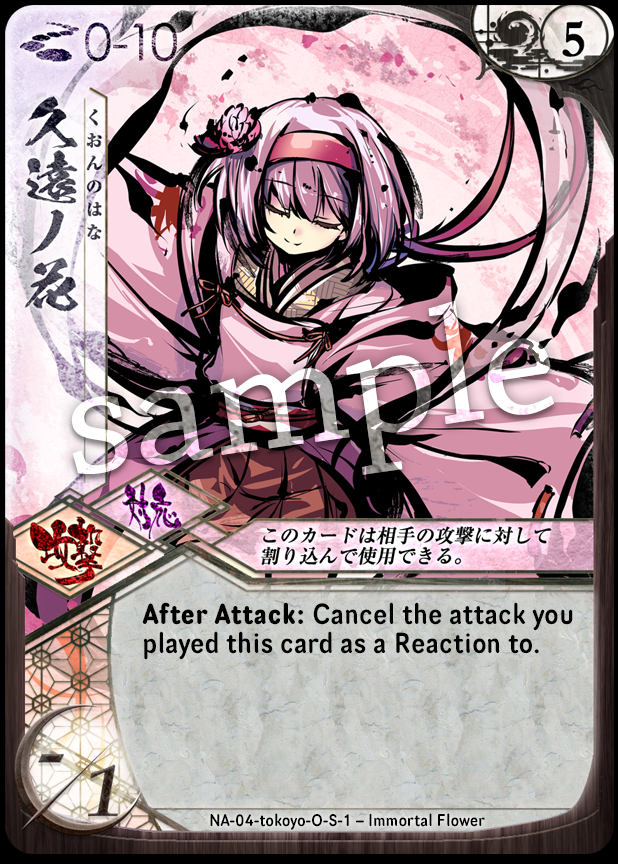 0-10
5
久遠ノ花
くおんのはな
sample
対応
攻撃
このカードは相手の攻撃に対して
割り込んで使用できる。
After Attack: Cancel the attack you
played this card as a Reaction to.
-/1
NA-04-tokoyo-O-S-1 – Immortal Flower